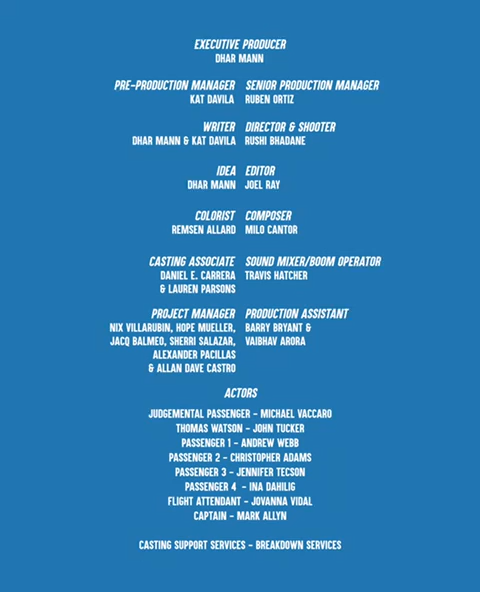 EXECUTIVE PRODUCER
DHAR MANN
PRE-PRODUCTION MANAGER SENIOR PRODUCTION MANAGER
KAT DAVILA RUBEN ORTIZ
WRITER DIRECTOR & SHOOTER
DHAR MANN & KAT DAVILA RUSHI BHADANE
IDEA EDITOR
DHAR MANN JOEL RAY
COLORIST COMPOSER
REMSEN ALLARD MILO CANTOR
CASTING ASSOCIATE SOUND MIXER/BOOM OPERATOR
DANIEL E. CARRERA TRAVIS HATCHER
& LAUREN PARSONS
PROJECT MANAGER PRODUCTION ASSISTANT
NIX VILLARUBIN, HOPE MUELLER, BARRY BRYANT &
JACQ BALMEO, SHERRI SALAZAR, VAIBHAV ARORA
ALEXANDER PACILLAS
& ALLAN DAVE CASTRO
ACTORS
JUDGEMENTAL PASSENGER - MICHAEL VACCARO
THOMAS WATSON - JOHN TUCKER
PASSENGER 1 - ANDREW WEBB
PASSENGER 2 - CHRISTOPHER ADAMS
PASSENGER 3 - JENNIFER TECSON
PASSENGER 4 - INA DAHILIG
FLIGHT ATTENDANT - JOVANNA VIDAL
CAPTAIN - MARK ALLYN
CASTING SUPPORT SERVICES - BREAKDOWN SERVICES